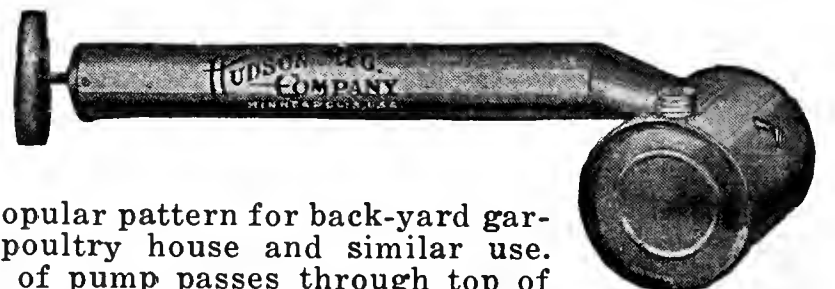 HUDSON MFG.
COMPANY
MINNEAPOLIS, U.S.A.
opular pattern for back-yard gar-
poultry house and similar use.
of pump passes through top of